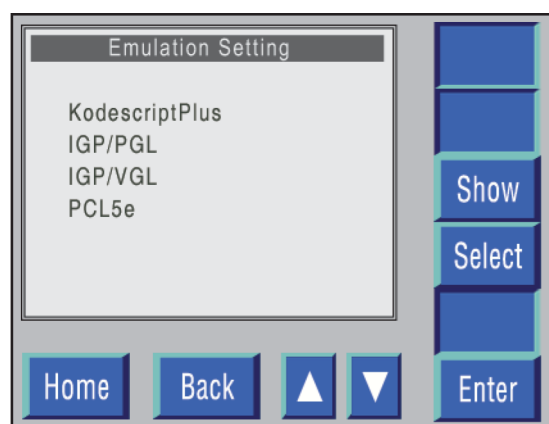 Emulation Setting
KodescriptPlus
IGP/PGL
IGP/VGL
PCL5e
Show
Select
Home
Back
Enter